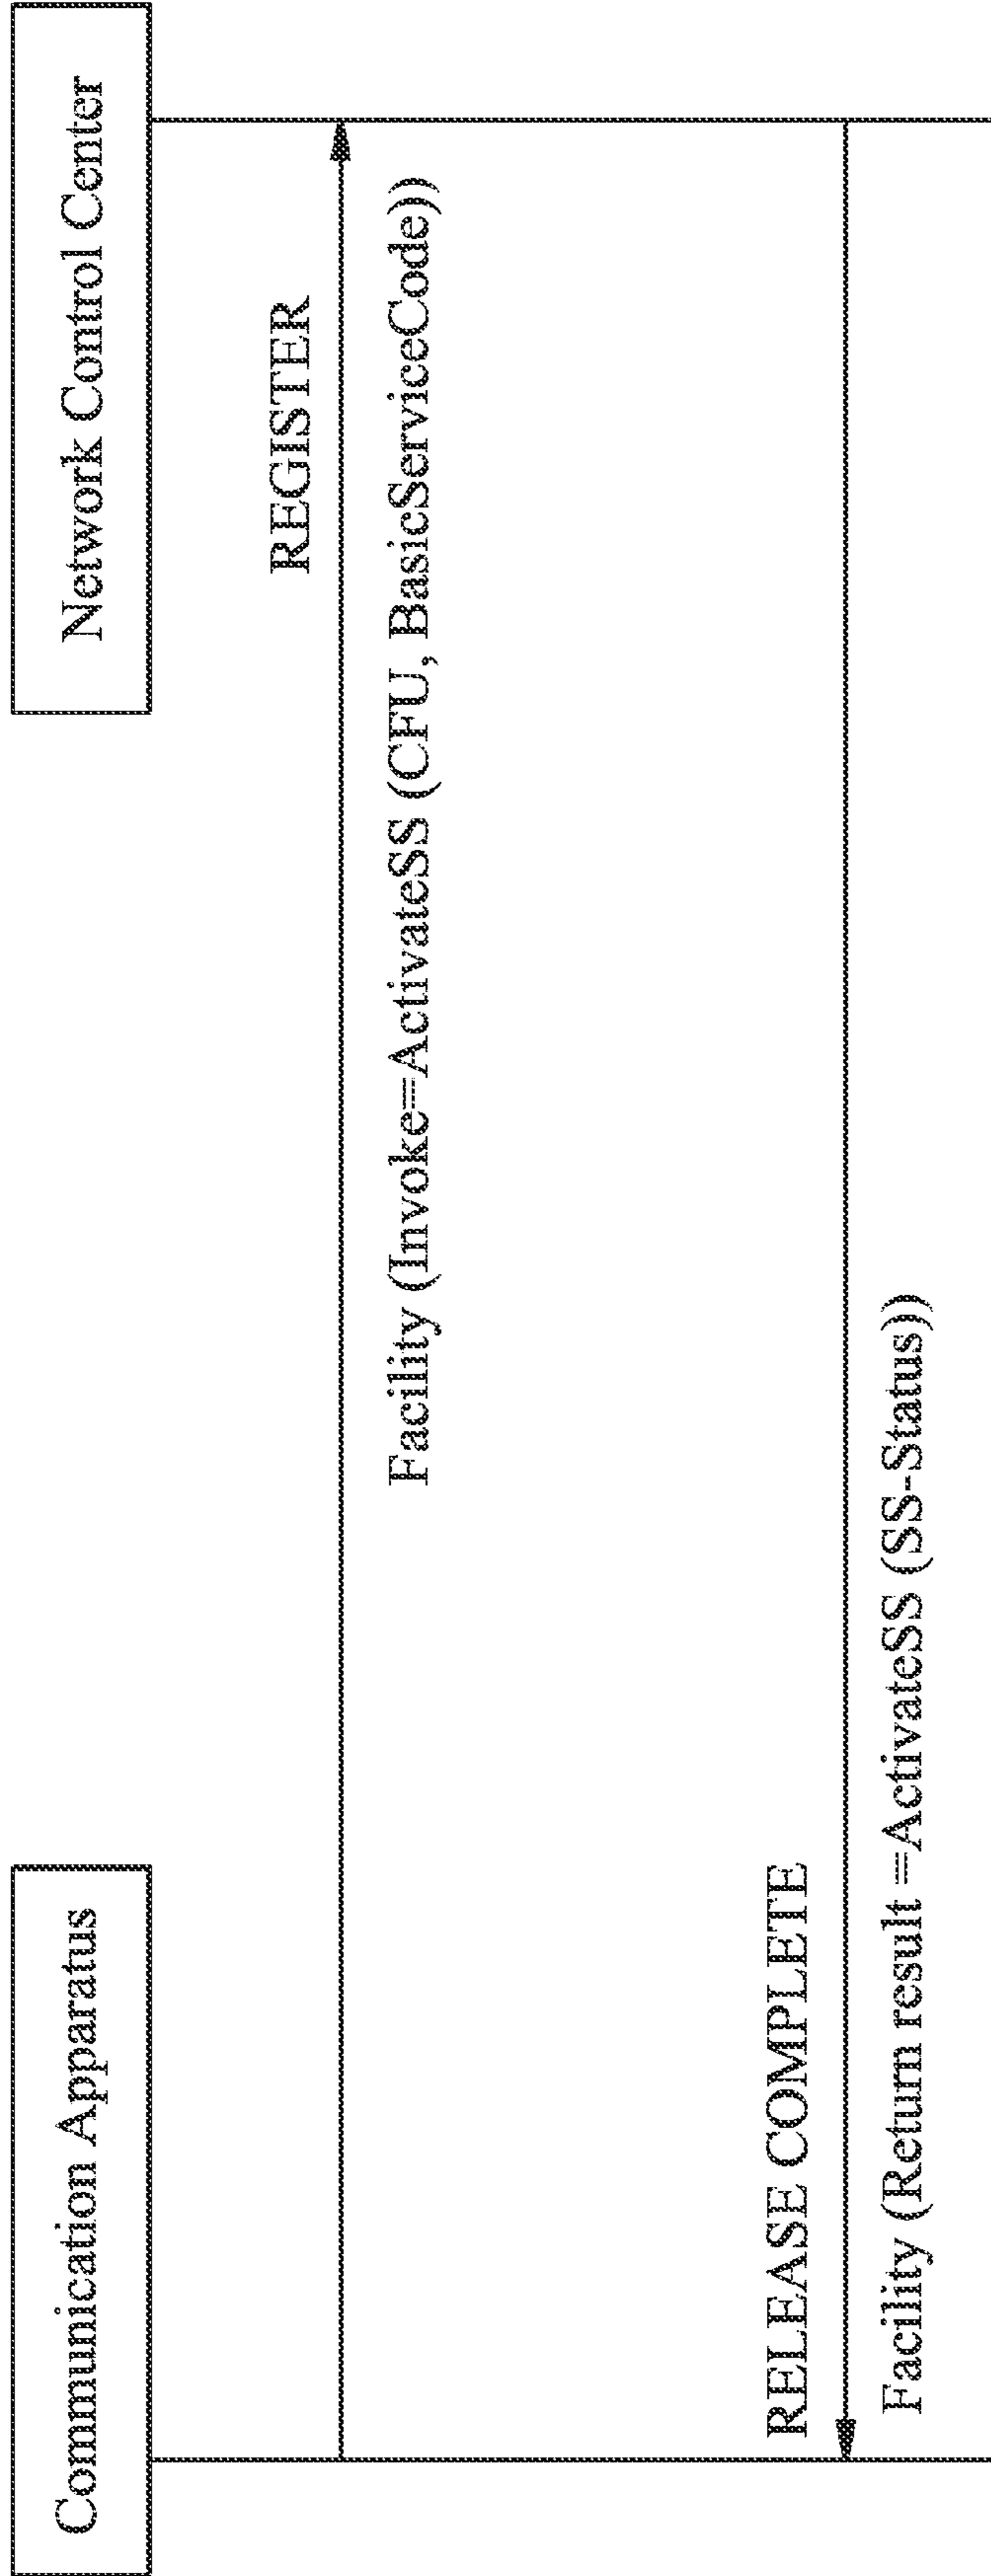 Communication Apparatus
Network Control Center
REGISTER
Facility (Invoke=ActivateSS (CFU, BasicServiceCode))
RELEASE COMPLETE
Facility (Return result =ActivateSS (SS-Status))